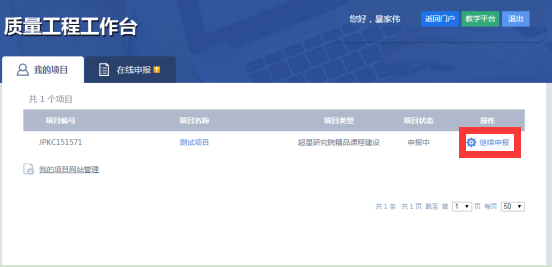 质量工程工作台
您好，暴家伟 返回门户 教学平台 退出
我的项目 在线申报
共 1 个项目
项目编号 项目名称 项目类型 项目状态 操作
JPKC151571 测试项目 超星研究院精品课程建设 申报中 继续申报
我的项目网站管理
共 1 条 共 1 页 跳至 第 1 页 每页 50